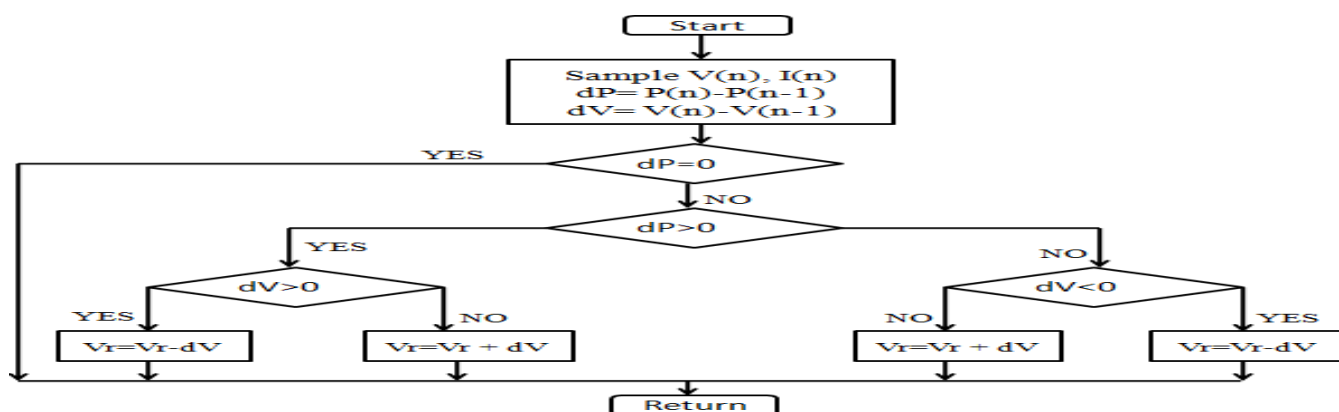 Start
Sample V(n), I(n)
dP= P(n)-P(n-1)
dV= V(n)-V(n-1)
YES
dP=0
NO
dP>0
YES
NO
dV>0
dV<0
YES
NO
NO
YES
Vr=Vr-dV
Vr=Vr + dV
Vr=Vr + dV
Vr=Vr-dV
Return